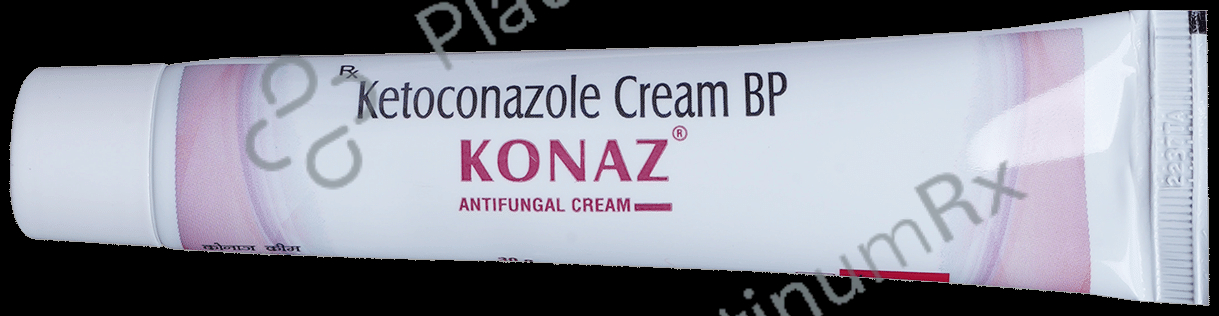 Rx Ketoconazole Cream BP
KONAZ®
ANTIFUNGAL CREAM
कोनाज क्रीम
PlatinumRx